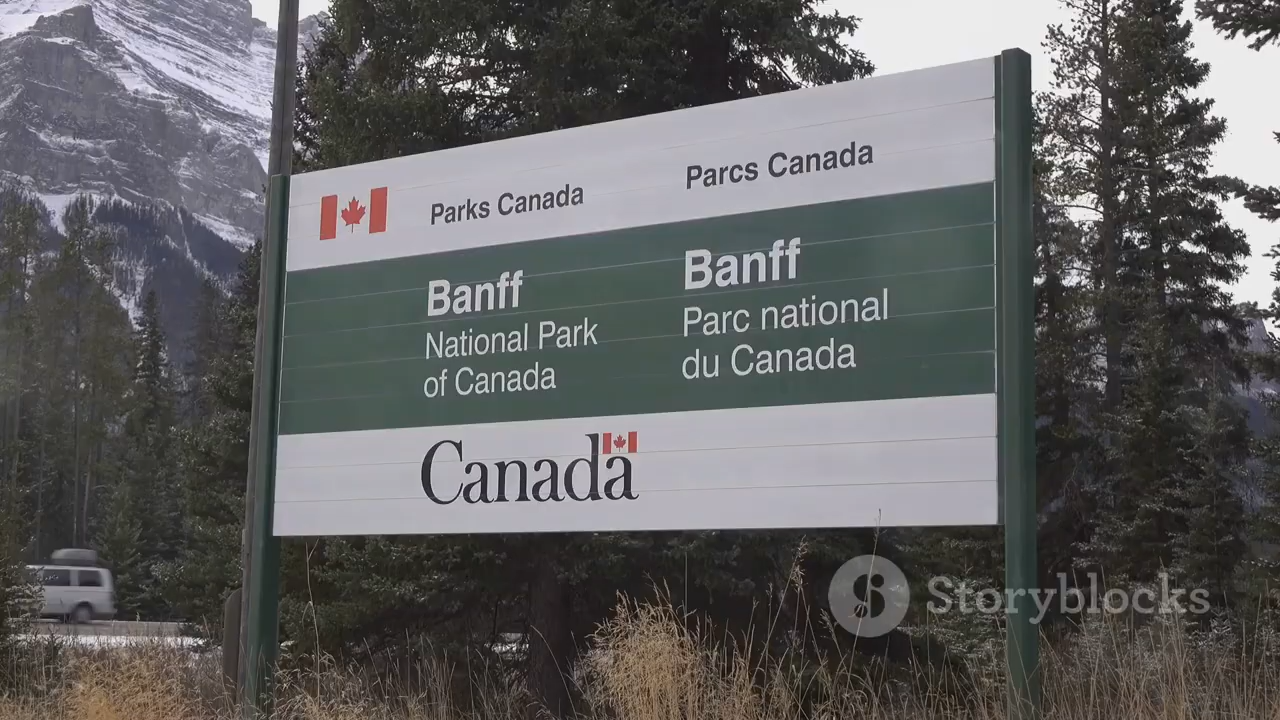 Parks Canada
Parcs Canada
Banff
National Park
of Canada
Banff
Parc national
du Canada
Canada
Storyblocks